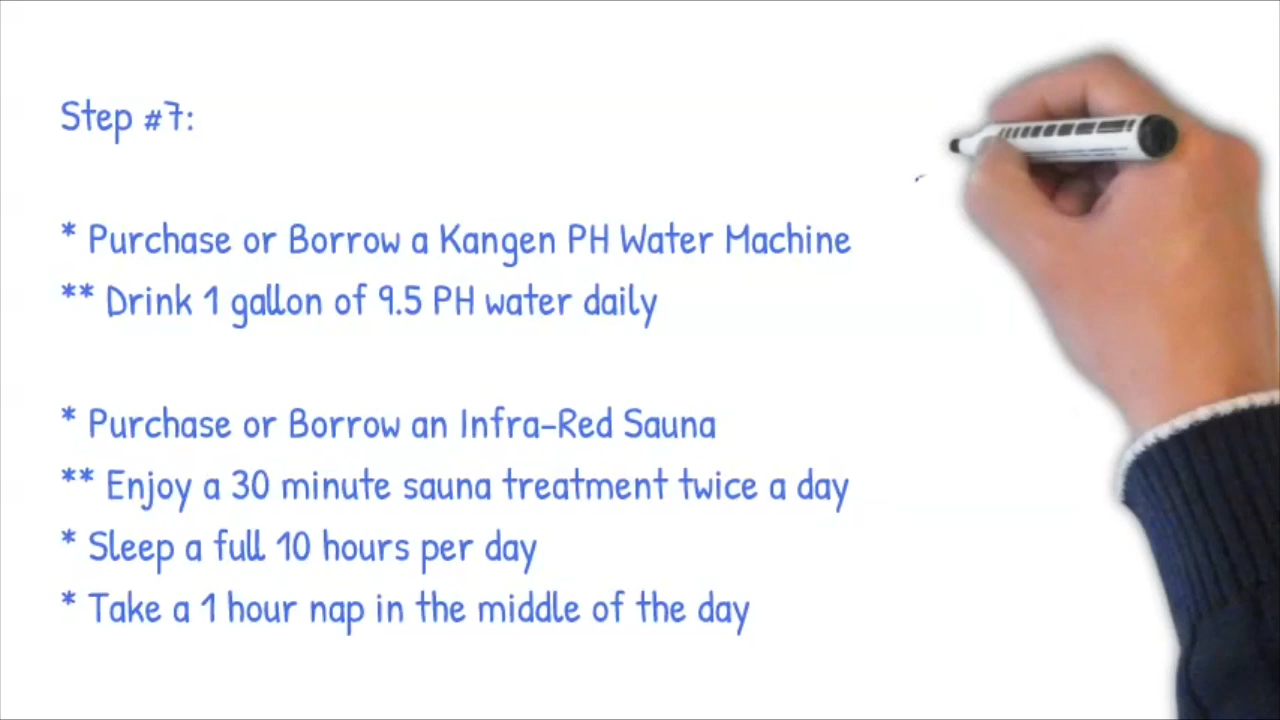 Step #7:
* Purchase or Borrow a Kangen PH Water Machine
** Drink 1 gallon of 9.5 PH water daily
* Purchase or Borrow an Infra-Red Sauna
** Enjoy a 30 minute sauna treatment twice a day
* Sleep a full 10 hours per day
* Take a 1 hour nap in the middle of the day